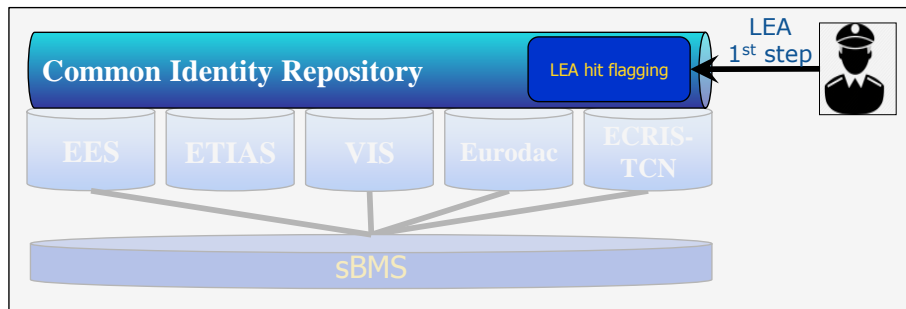 LEA
1st step
Common Identity Repository
LEA hit flagging
EES
ETIAS
VIS
Eurodac
ECRIS-
TCN
sBMS